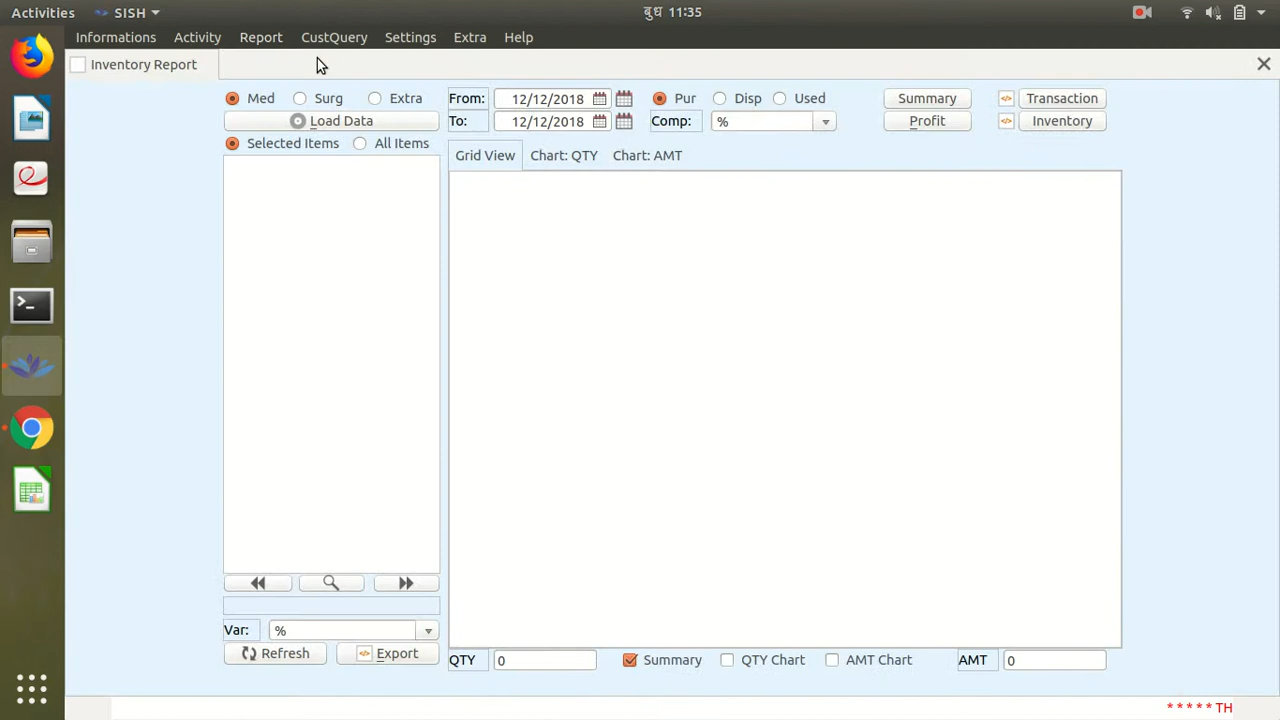 Activities SISH बुध 11:35
Informations Activity Report CustQuery Settings Extra Help
Inventory Report
Med Surg Extra From: 12/12/2018 Pur Disp Used Summary Transaction
Load Data To: 12/12/2018 Comp: % Profit Inventory
Selected Items All Items
Grid View Chart: QTY Chart: AMT
Var: %
Refresh Export
QTY 0 Summary QTY Chart AMT Chart AMT 0
* * * * * TH